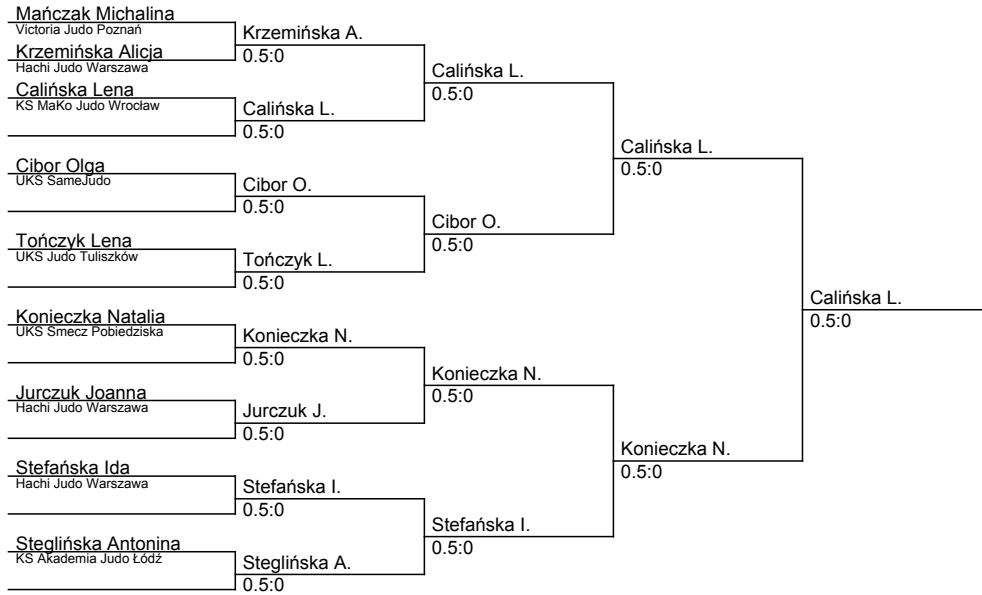 Mańczak Michalina
Victoria Judo Poznań
Krzemińska Alicja
Hachi Judo Warszawa
Calińska Lena
KS MaKo Judo Wrocław
Cibor Olga
UKS SameJudo
Tończyk Lena
UKS Judo Tuliszków
Konieczka Natalia
UKS Smecz Pobiedziska
Jurczuk Joanna
Hachi Judo Warszawa
Stefańska Ida
Hachi Judo Warszawa
Steglińska Antonina
KS Akademia Judo Łódź
Krzemińska A.
0.5:0
Calińska L.
0.5:0
Cibor O.
0.5:0
Tończyk L.
0.5:0
Konieczka N.
0.5:0
Jurczuk J.
0.5:0
Stefańska I.
0.5:0
Steglińska A.
0.5:0
Calińska L.
0.5:0
Cibor O.
0.5:0
Konieczka N.
0.5:0
Stefańska I.
0.5:0
Calińska L.
0.5:0
Konieczka N.
0.5:0
Calińska L.
0.5:0